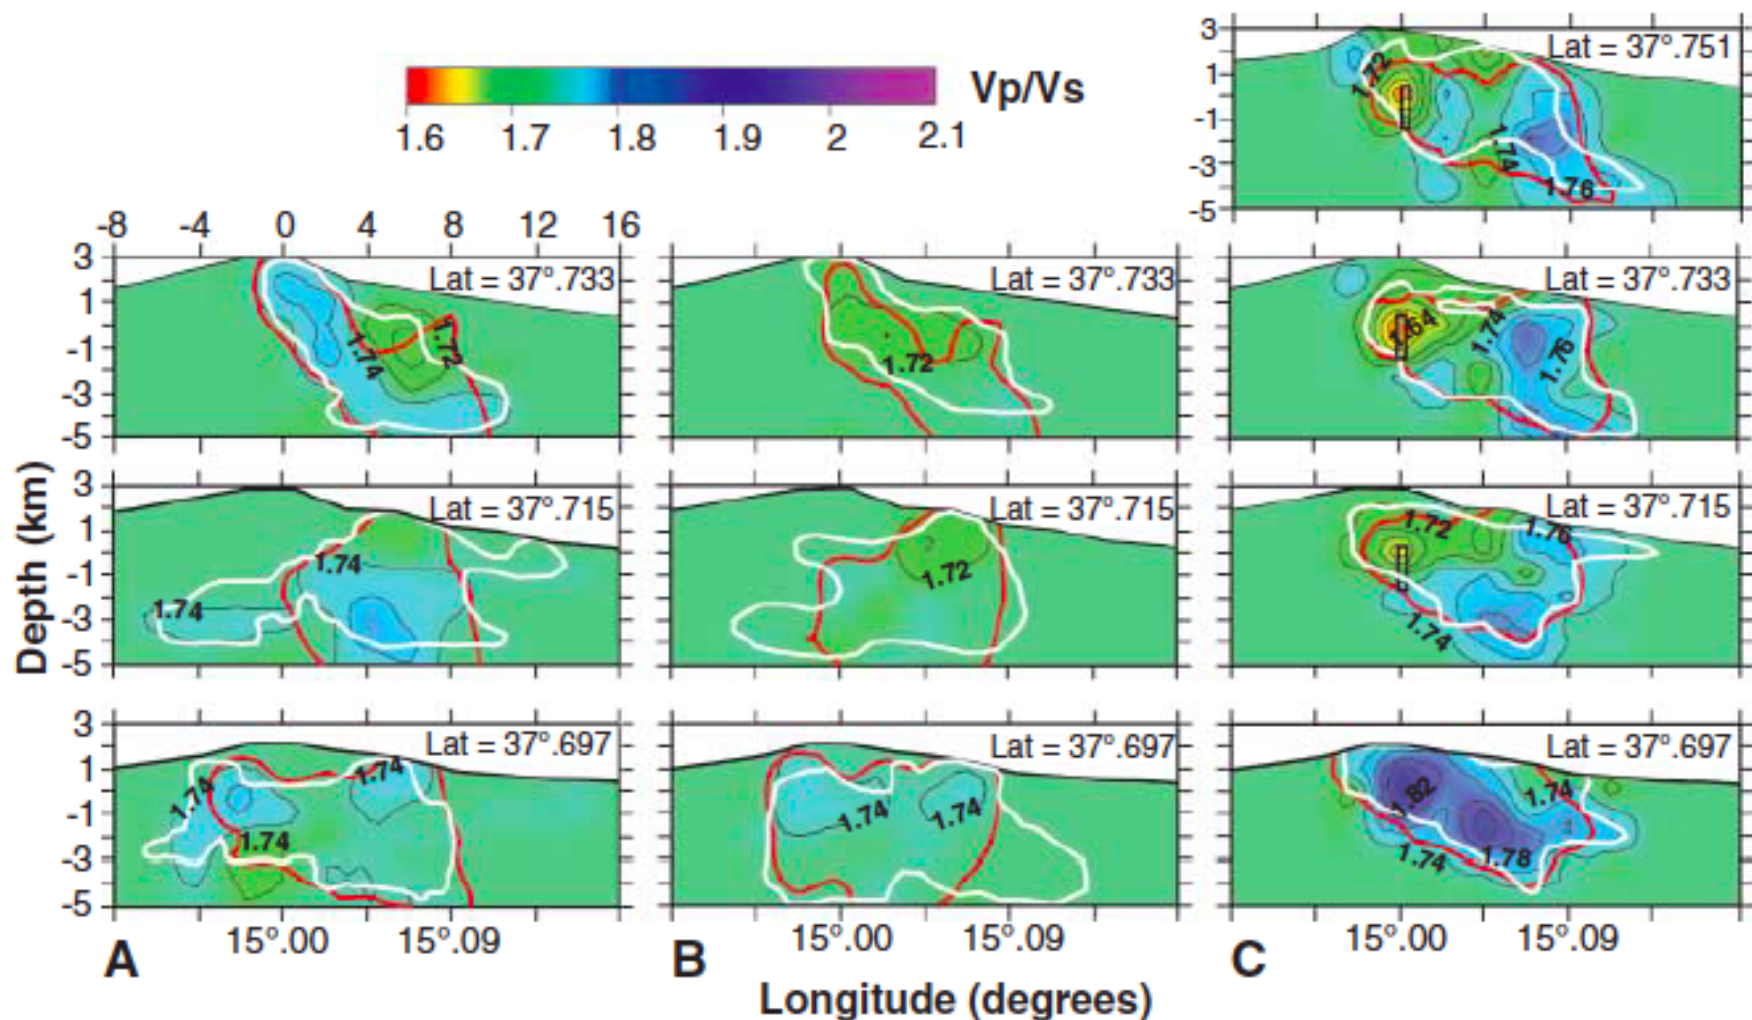 Vp/Vs
1.6 1.7 1.8 1.9 2 2.1
3
1
-1
-3
-5
Lat = 37°.751
1.72
1.74
1.76
-8 -4 0 4 8 12 16
3
1
-1
-3
-5
Lat = 37°.733
1.74
1.72
Lat = 37°.733
1.72
Lat = 37°.733
1.64
1.74
1.76
3
1
-1
-3
-5
Lat = 37°.715
1.74
1.74
Lat = 37°.715
1.72
Lat = 37°.715
1.72
1.76
1.74
3
1
-1
-3
-5
Lat = 37°.697
1.74
1.74
1.74
Lat = 37°.697
1.74
1.74
Lat = 37°.697
1.82
1.74
1.74
1.78
Depth (km)
15°.00 15°.09
15°.00 15°.09
15°.00 15°.09
A
B
C
Longitude (degrees)